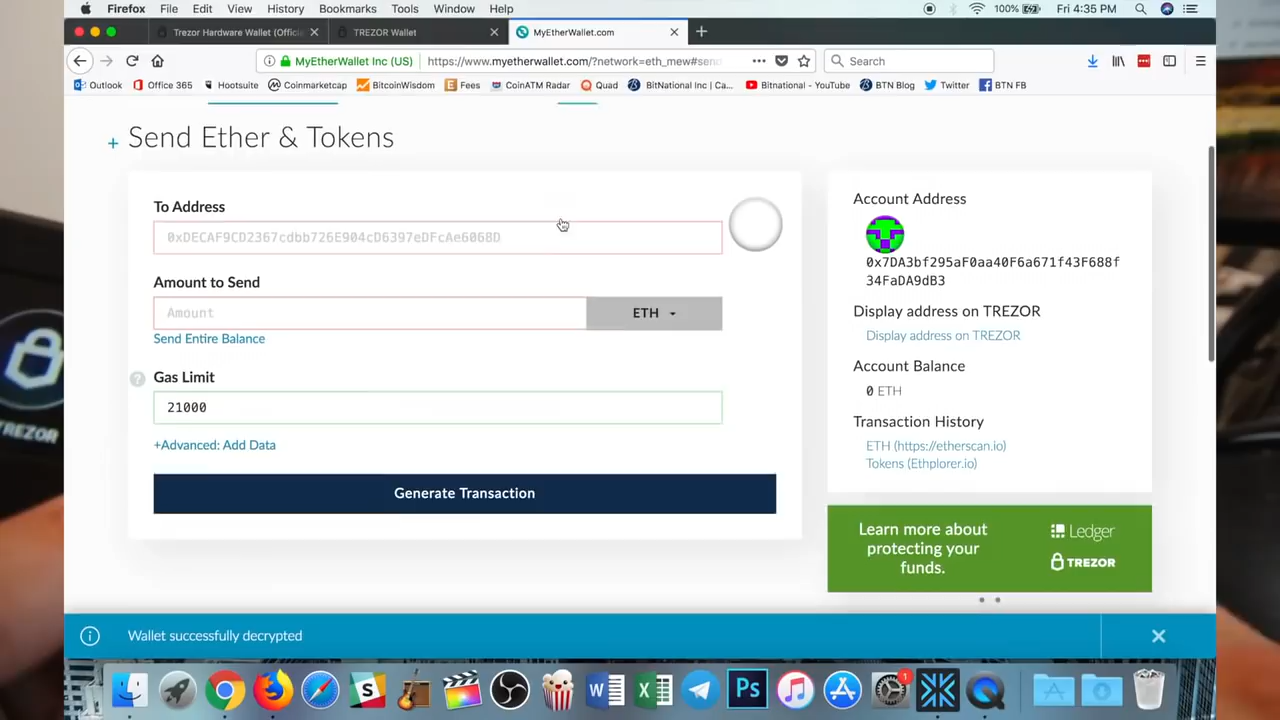 Firefox File Edit View History Bookmarks Tools Window Help 100% Fri 4:35 PM
Trezor Hardware Wallet (Offici TREZOR Wallet MyEtherWallet.com
MyEtherWallet Inc (US) https://www.myetherwallet.com/?network=eth_mew#send Search
Outlook Office 365 Hootsuite Coinmarketcap BitcoinWisdom Fees CoinATM Radar Quad BitNational Inc | Ca... Bitnational - YouTube BTN Blog Twitter BTN FB
+ Send Ether & Tokens
To Address
0xDECAF9CD2367cdbb726E904cD6397eDFcAe6068D
Amount to Send
Amount ETH
Send Entire Balance
? Gas Limit
21000
+Advanced: Add Data
Generate Transaction
Account Address
0x7DA3bf295aF0aa40F6a671f43F688f
34FaDA9dB3
Display address on TREZOR
Display address on TREZOR
Account Balance
0 ETH
Transaction History
ETH (https://etherscan.io)
Tokens (Ethplorer.io)
Learn more about
protecting your
funds.
Ledger
TREZOR
Wallet successfully decrypted
TREZOR
1